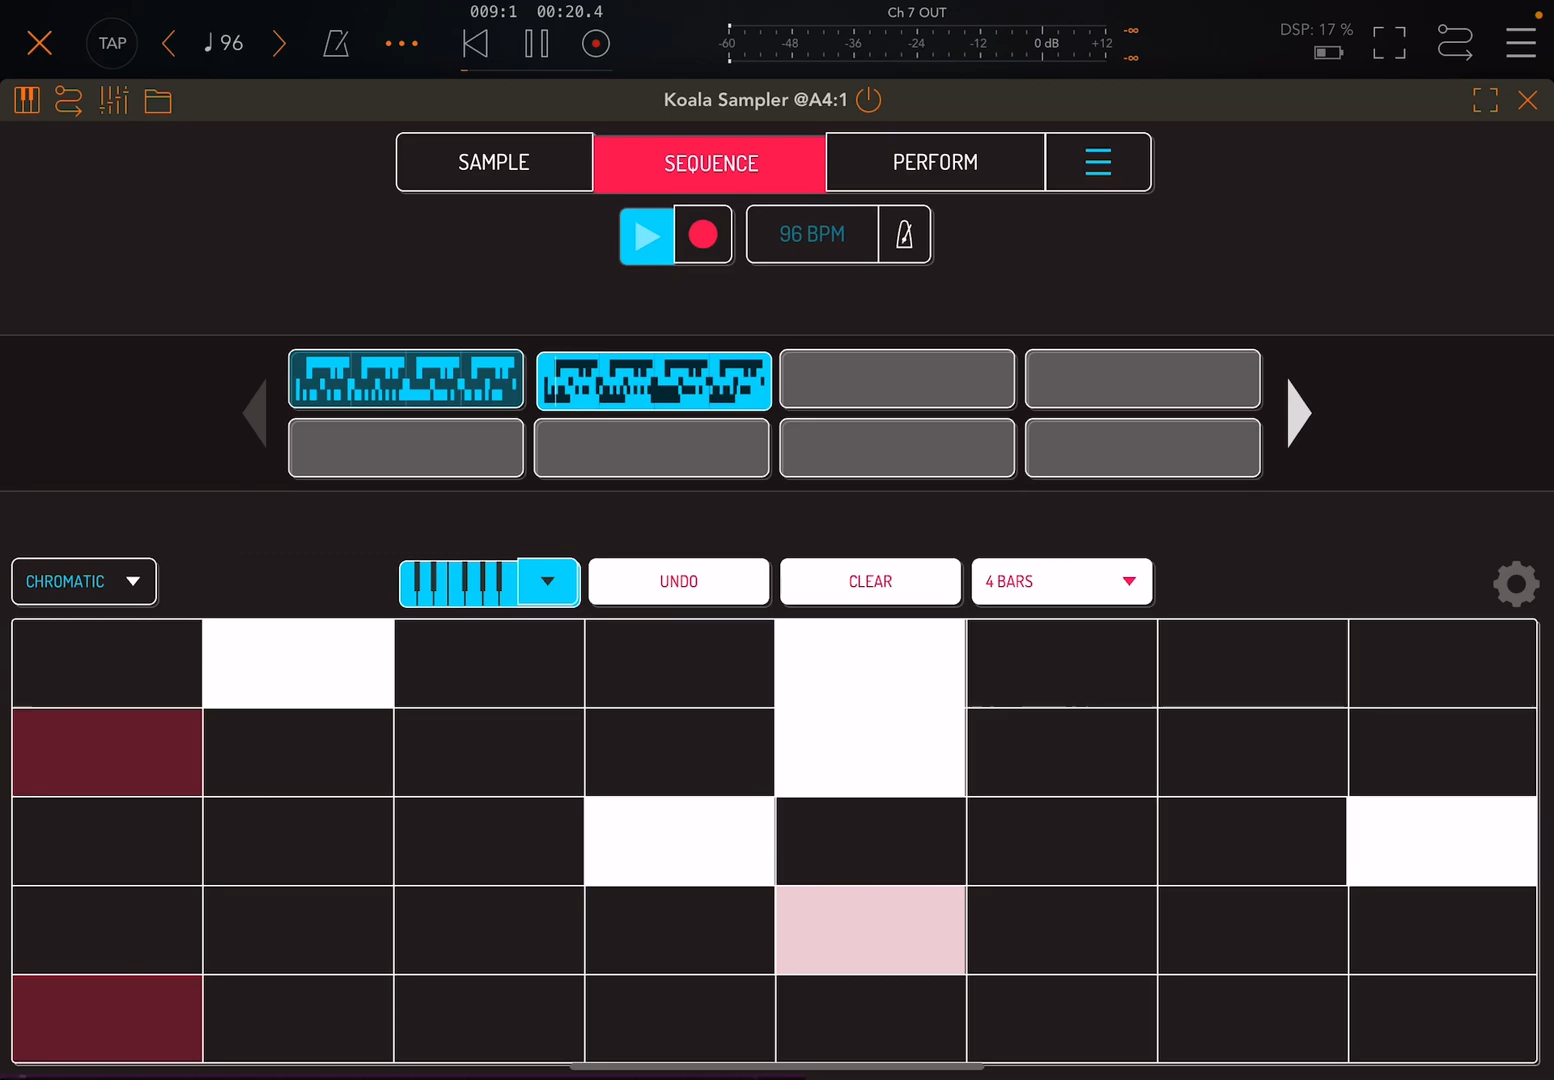 009:1 00:20.4
Ch 7 OUT
TAP
96
-60 -48 -36 -24 -12 0 dB +12
-∞
-∞
DSP: 17 %
Koala Sampler @A4:1
SAMPLE SEQUENCE PERFORM
96 BPM
CHROMATIC UNDO CLEAR 4 BARS